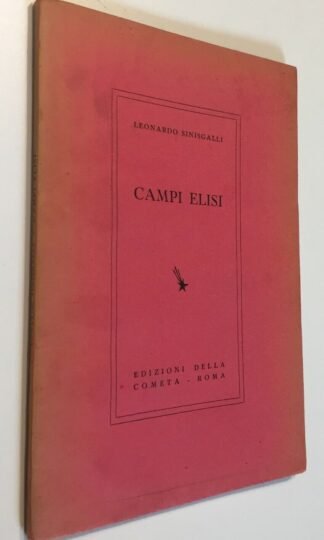 LEONARDO SINISGALLI
CAMPI ELISI
EDIZIONI DELLA
COMETA - ROMA